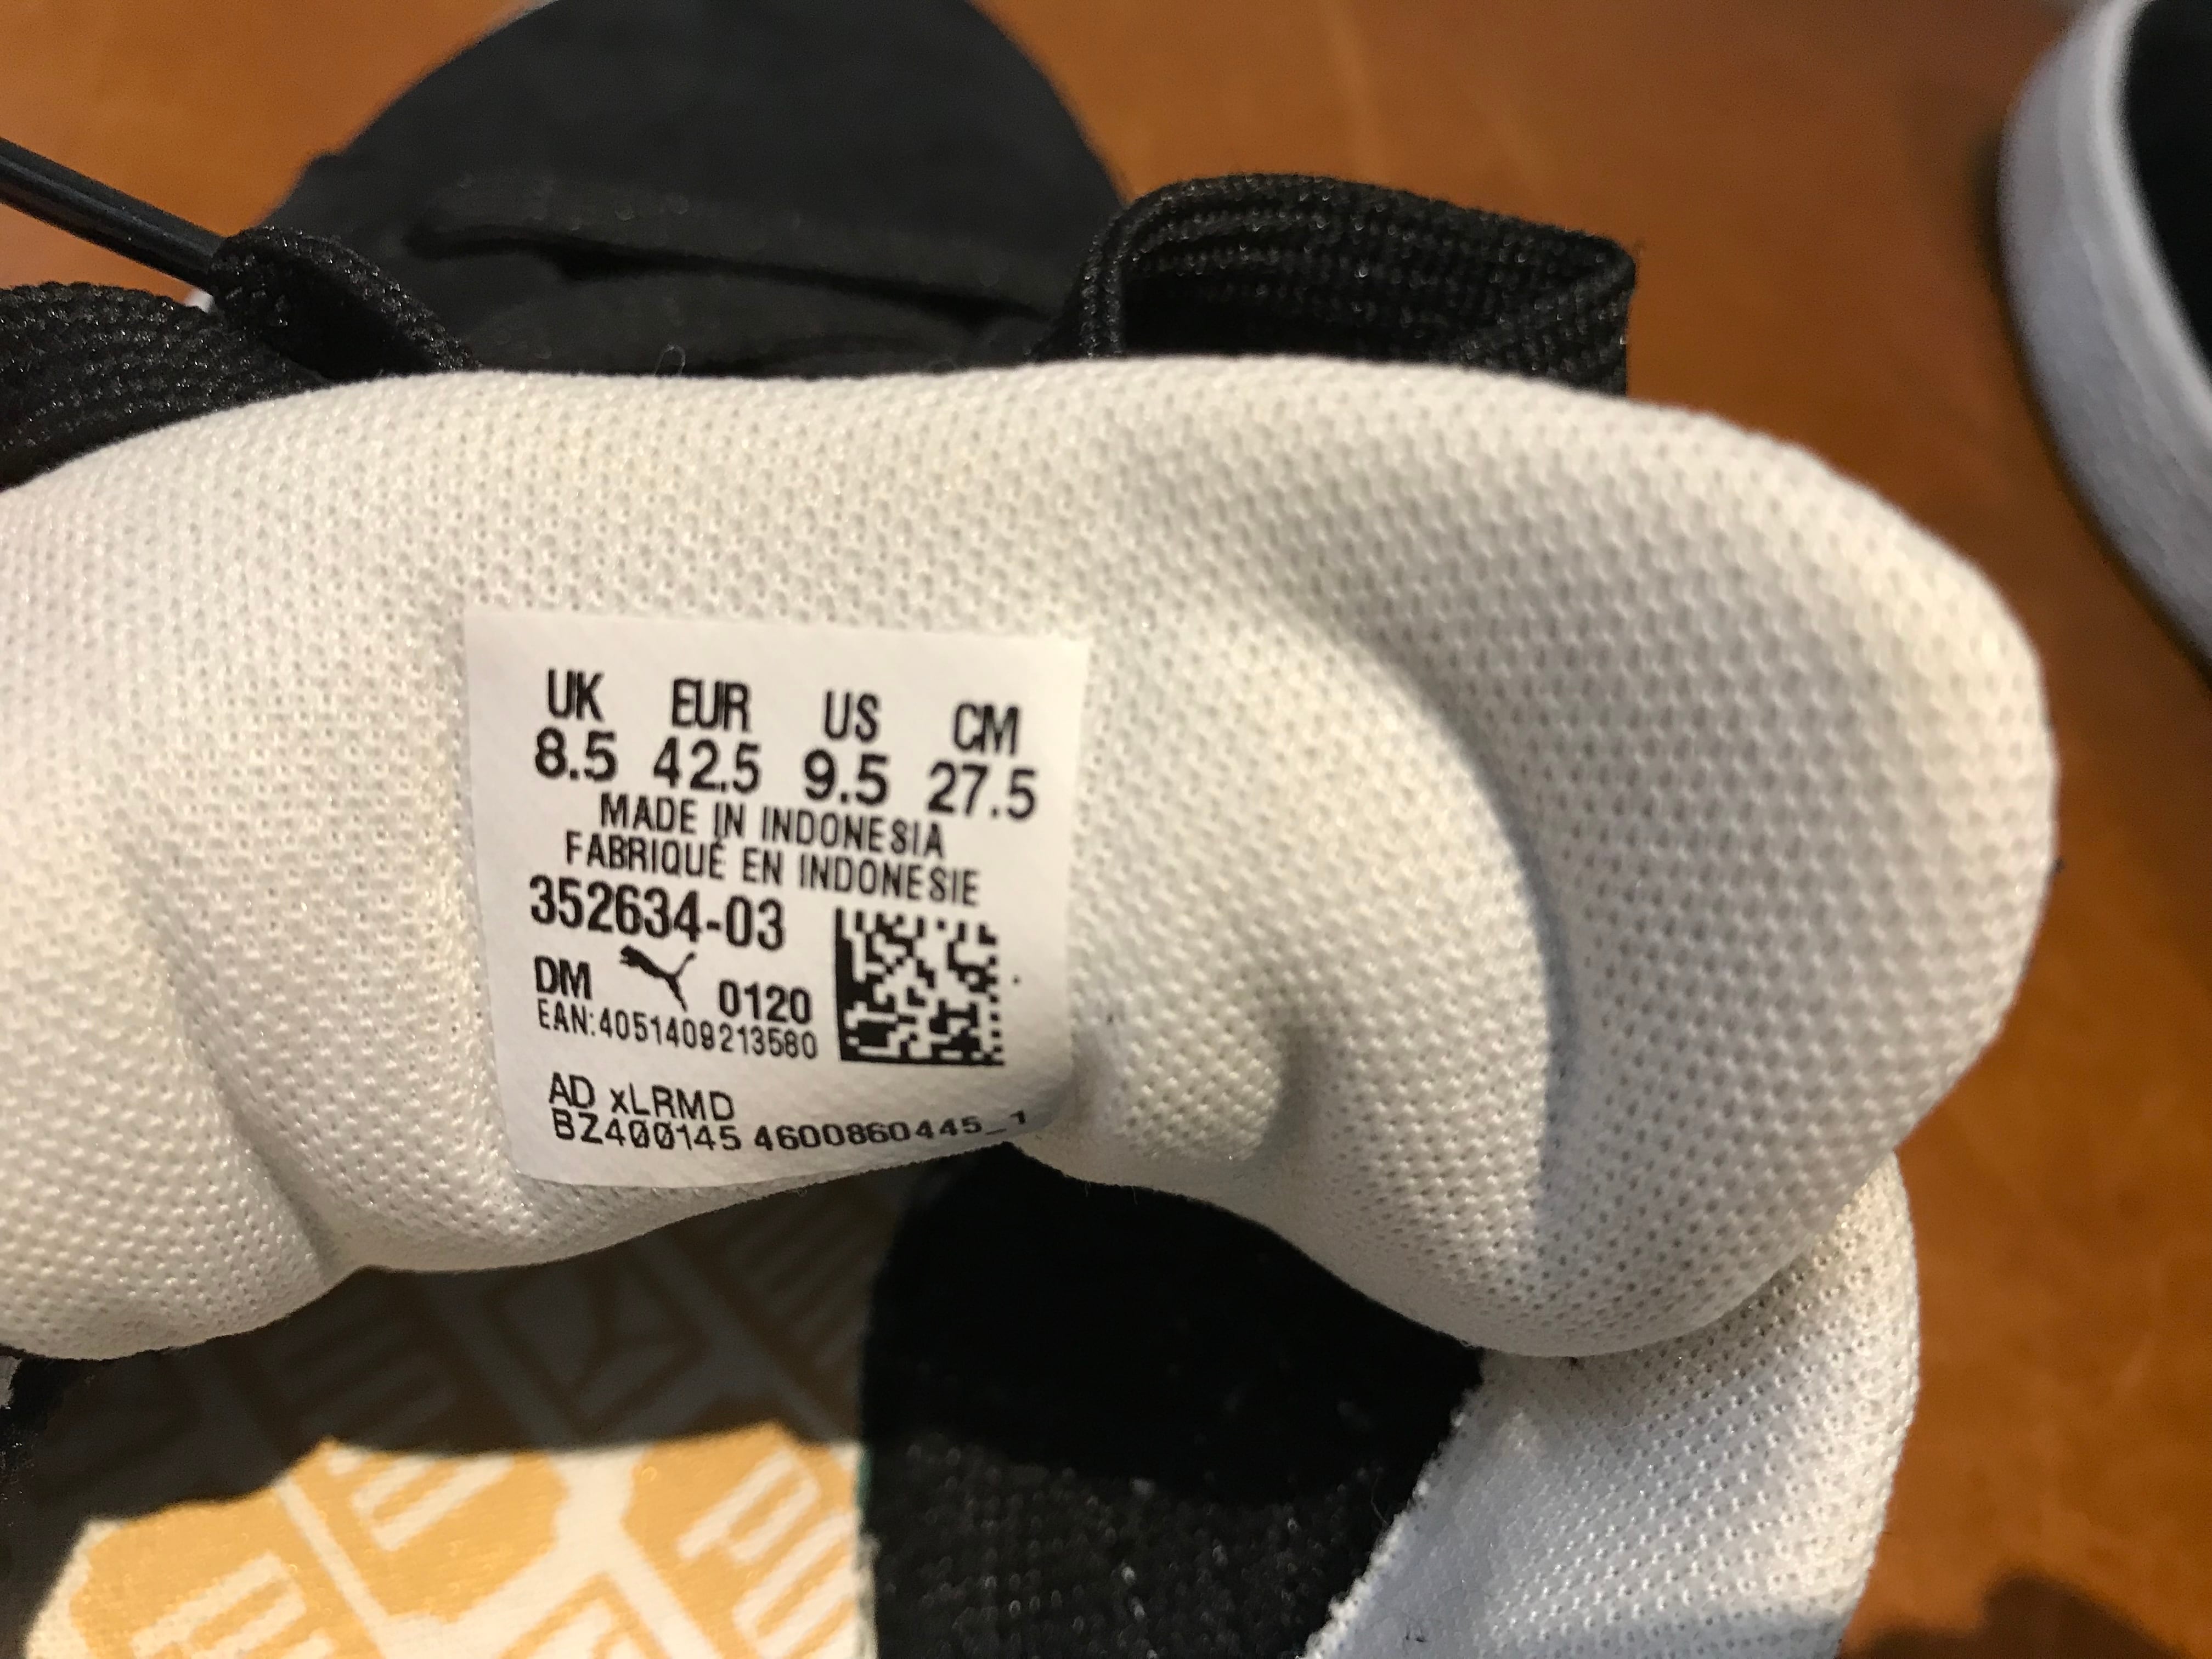 UK EUR US CM
8.5 42.5 9.5 27.5
MADE IN INDONESIA
FABRIQUÉ EN INDONESIE
352634-03
DM 0120
EAN:4051409213580
AD xLRMD
BZ400145 4600860445_1